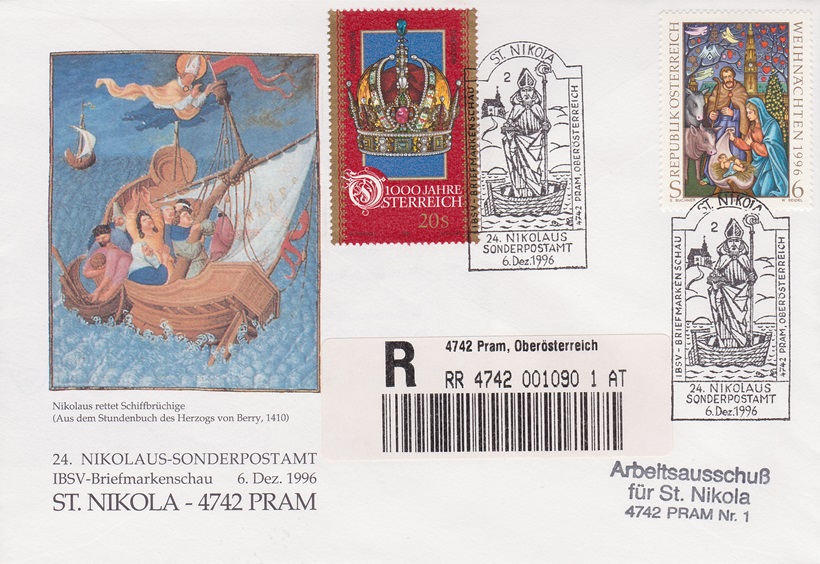 1000 JAHRE
ÖSTERREICH
20s
REPUBLIK ÖSTERREICH
WEIHNACHTEN 1996
S 6
ST. NIKOLA
2
IBSV-BRIEFMARKENSCHAU
4742 PRAM, OBERÖSTERREICH
24. NIKOLAUS
SONDERPOSTAMT
6. Dez. 1996
ST. NIKOLA
2
IBSV-BRIEFMARKENSCHAU
4742 PRAM, OBERÖSTERREICH
24. NIKOLAUS
SONDERPOSTAMT
6. Dez. 1996
R
4742 Pram, Oberösterreich
RR 4742 001090 1 AT
Nikolaus rettet Schiffbrüchige
(Aus dem Stundenbuch des Herzogs von Berry, 1410)
24. NIKOLAUS-SONDERPOSTAMT
IBSV-Briefmarkenschau 6. Dez. 1996
ST. NIKOLA - 4742 PRAM
Arbeitsausschuß
für St. Nikola
4742 PRAM Nr. 1